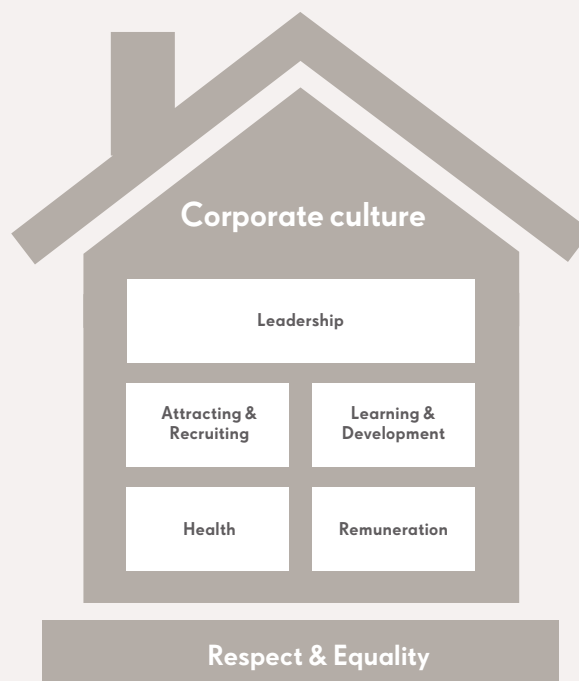 Corporate culture
Leadership
Attracting &
Recruiting
Learning &
Development
Health
Remuneration
Respect & Equality